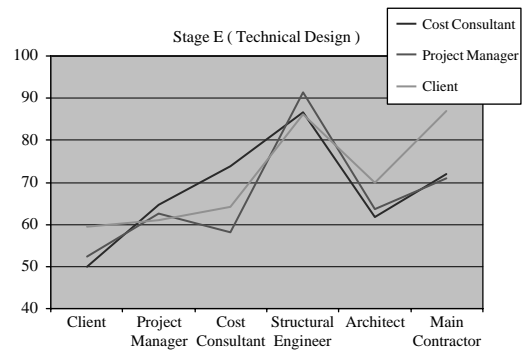 Stage E ( Technical Design )
Cost Consultant
Project Manager
Client
100
90
80
70
60
50
40
Client
Project
Manager
Cost
Consultant
Structural
Engineer
Architect
Main
Contractor